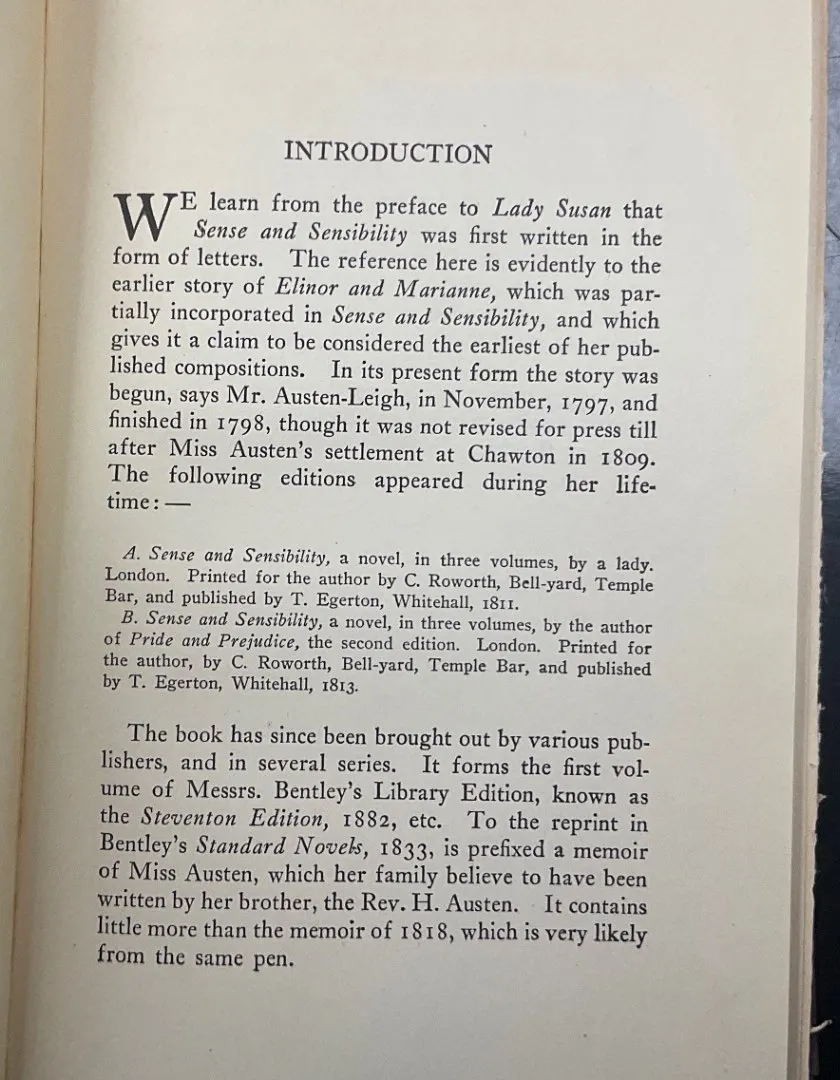 INTRODUCTION
WE learn from the preface to Lady Susan that
Sense and Sensibility was first written in the
form of letters. The reference here is evidently to the
earlier story of Elinor and Marianne, which was par-
tially incorporated in Sense and Sensibility, and which
gives it a claim to be considered the earliest of her pub-
lished compositions. In its present form the story was
begun, says Mr. Austen-Leigh, in November, 1797, and
finished in 1798, though it was not revised for press till
after Miss Austen's settlement at Chawton in 1809.
The following editions appeared during her life-
time: —
A. Sense and Sensibility, a novel, in three volumes, by a lady.
London. Printed for the author by C. Roworth, Bell-yard, Temple
Bar, and published by T. Egerton, Whitehall, 1811.
B. Sense and Sensibility, a novel, in three volumes, by the author
of Pride and Prejudice, the second edition. London. Printed for
the author, by C. Roworth, Bell-yard, Temple Bar, and published
by T. Egerton, Whitehall, 1813.
The book has since been brought out by various pub-
lishers, and in several series. It forms the first vol-
ume of Messrs. Bentley's Library Edition, known as
the Steventon Edition, 1882, etc. To the reprint in
Bentley's Standard Novels, 1833, is prefixed a memoir
of Miss Austen, which her family believe to have been
written by her brother, the Rev. H. Austen. It contains
little more than the memoir of 1818, which is very likely
from the same pen.